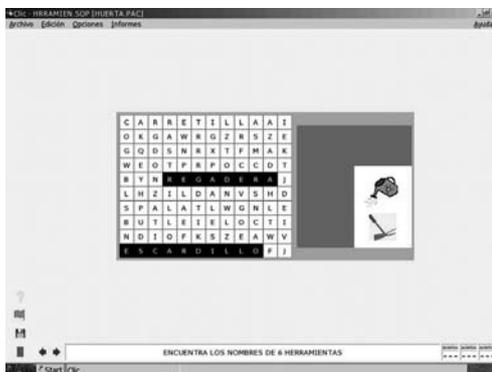 Clic - HRRAMIEN.SOP [HUERTA.PAC]
Archivo Edición Opciones Informes Ayuda
C A R R E T I L L A A I
O K G A W R G Z R S Z E
G Q D S N R X T F M A K
W E O T P R P O C C D T
B Y N R E G A D E R A J
L H Z I L D A N V S H D
S P A L A T L W G N L E
B U T L E I E L O C T I
N D I O F K S Z E A W V
E S C A R D I L L O F J
ENCUENTRA LOS NOMBRES DE 6 HERRAMIENTAS
Start Clic